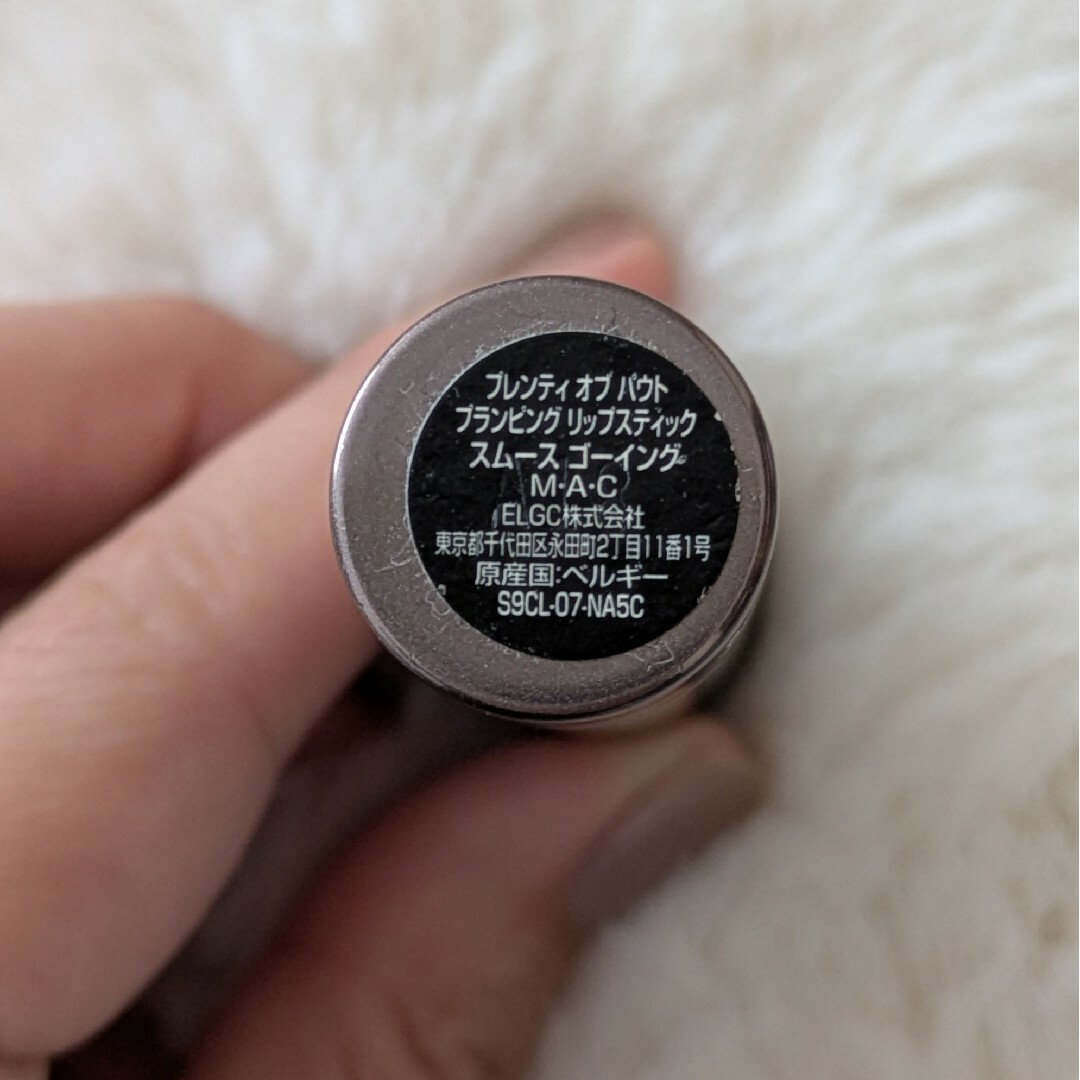 プレンティ オブ パウト
プランピング リップスティック
スムース ゴーイング
M·A·C
ELGC株式会社
東京都千代田区永田町2丁目11番1号
原産国:ベルギー
S9CL-07-NA5C